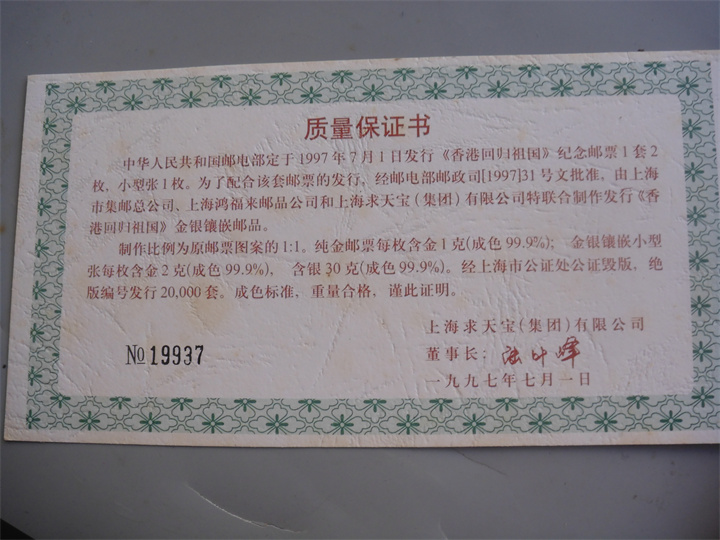 质量保证书
中华人民共和国邮电部定于1997年7月1日发行《香港回归祖国》纪念邮票1套2
枚，小型张1枚。为了配合该套邮票的发行，经邮电部邮政司[1997]31号文批准，由上海
市集邮总公司、上海鸿福来邮品公司和上海求天宝(集团)有限公司特联合制作发行《香
港回归祖国》金银镶嵌邮品。
制作比例为原邮票图案的1:1。纯金邮票每枚含金1克(成色99.9%)；金银镶嵌小型
张每枚含金2克(成色99.9%)，含银30克(成色99.9%)。经上海市公证处公证毁版，绝
版编号发行20,000套。成色标准，重量合格，谨此证明。
上海求天宝(集团)有限公司
№19937
董事长：
一九九七年七月一日